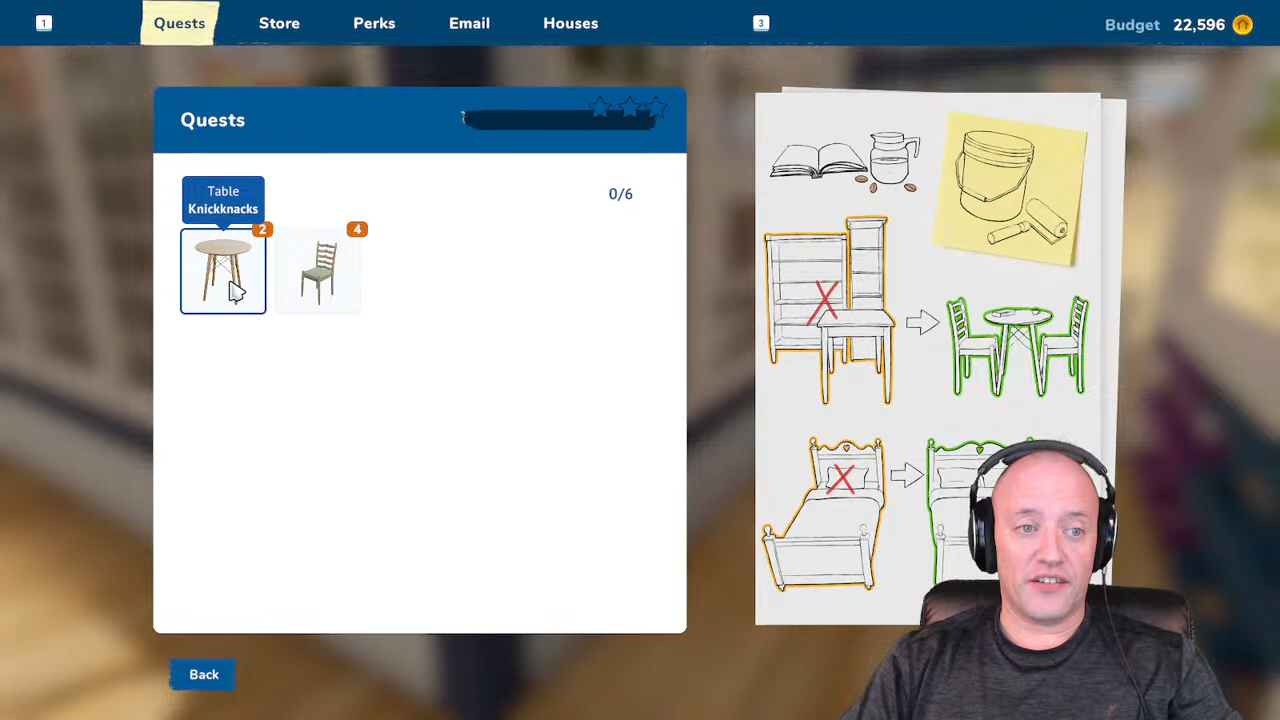 1
Quests
Store
Perks
Email
Houses
3
Budget 22,596
Quests
Table
Knickknacks
0/6
2
4
Back